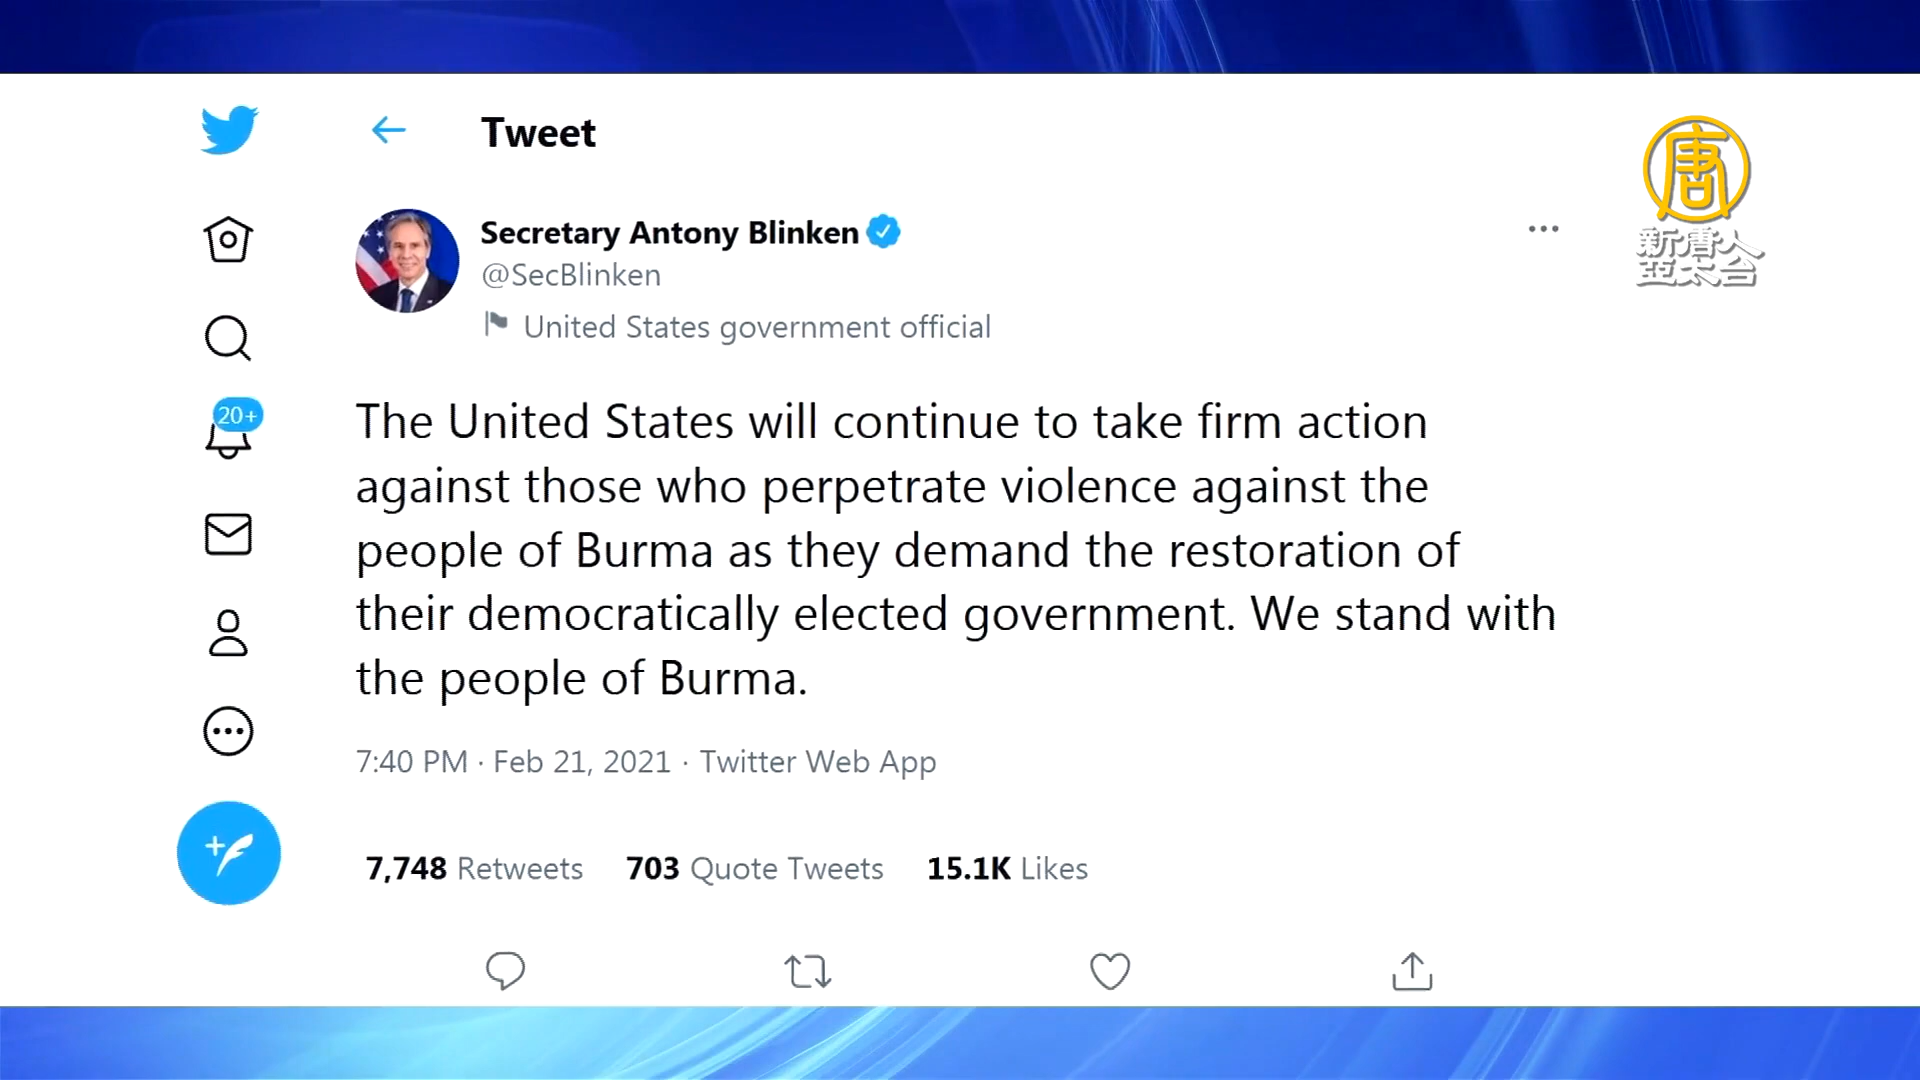 Tweet
唐
新唐人
亞太台
Secretary Antony Blinken
@SecBlinken
United States government official
20+
The United States will continue to take firm action
against those who perpetrate violence against the
people of Burma as they demand the restoration of
their democratically elected government. We stand with
the people of Burma.
7:40 PM · Feb 21, 2021 · Twitter Web App
7,748 Retweets 703 Quote Tweets 15.1K Likes